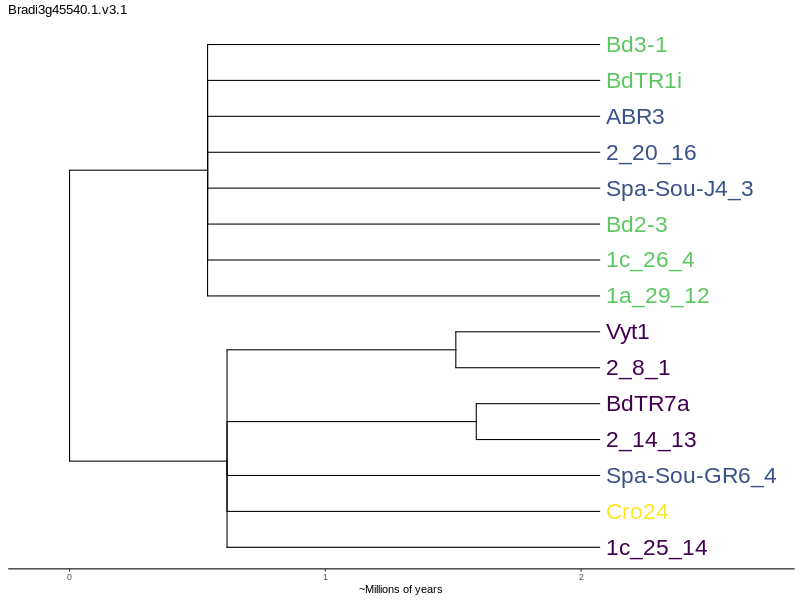 Bradi3g45540.1.v3.1
Bd3-1
BdTR1i
ABR3
2_20_16
Spa-Sou-J4_3
Bd2-3
1c_26_4
1a_29_12
Vyt1
2_8_1
BdTR7a
2_14_13
Spa-Sou-GR6_4
Cro24
1c_25_14
0 1 2
~Millions of years